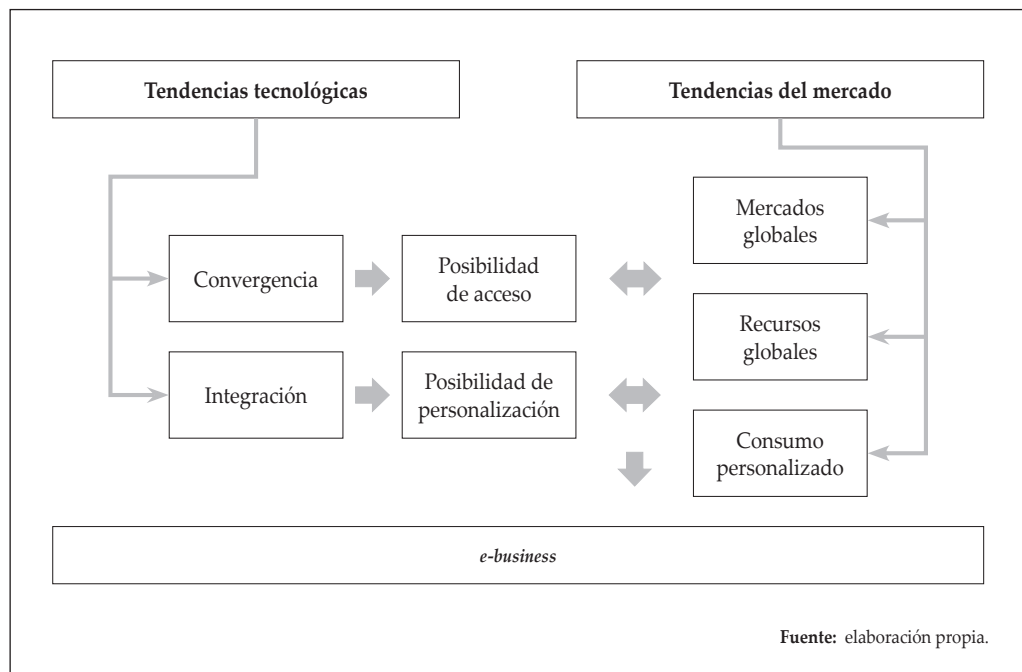 Tendencias tecnológicas
Tendencias del mercado
Mercados
globales
Convergencia
Posibilidad
de acceso
Recursos
globales
Integración
Posibilidad de
personalización
Consumo
personalizado
e-business
Fuente: elaboración propia.